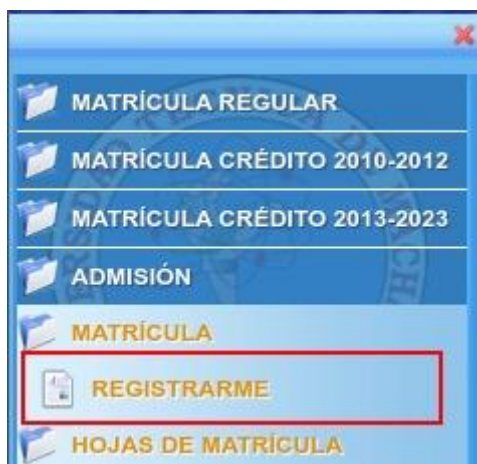 MATRÍCULA REGULAR
MATRÍCULA CRÉDITO 2010-2012
MATRÍCULA CRÉDITO 2013-2023
ADMISIÓN
MATRÍCULA
REGISTRARME
HOJAS DE MATRÍCULA